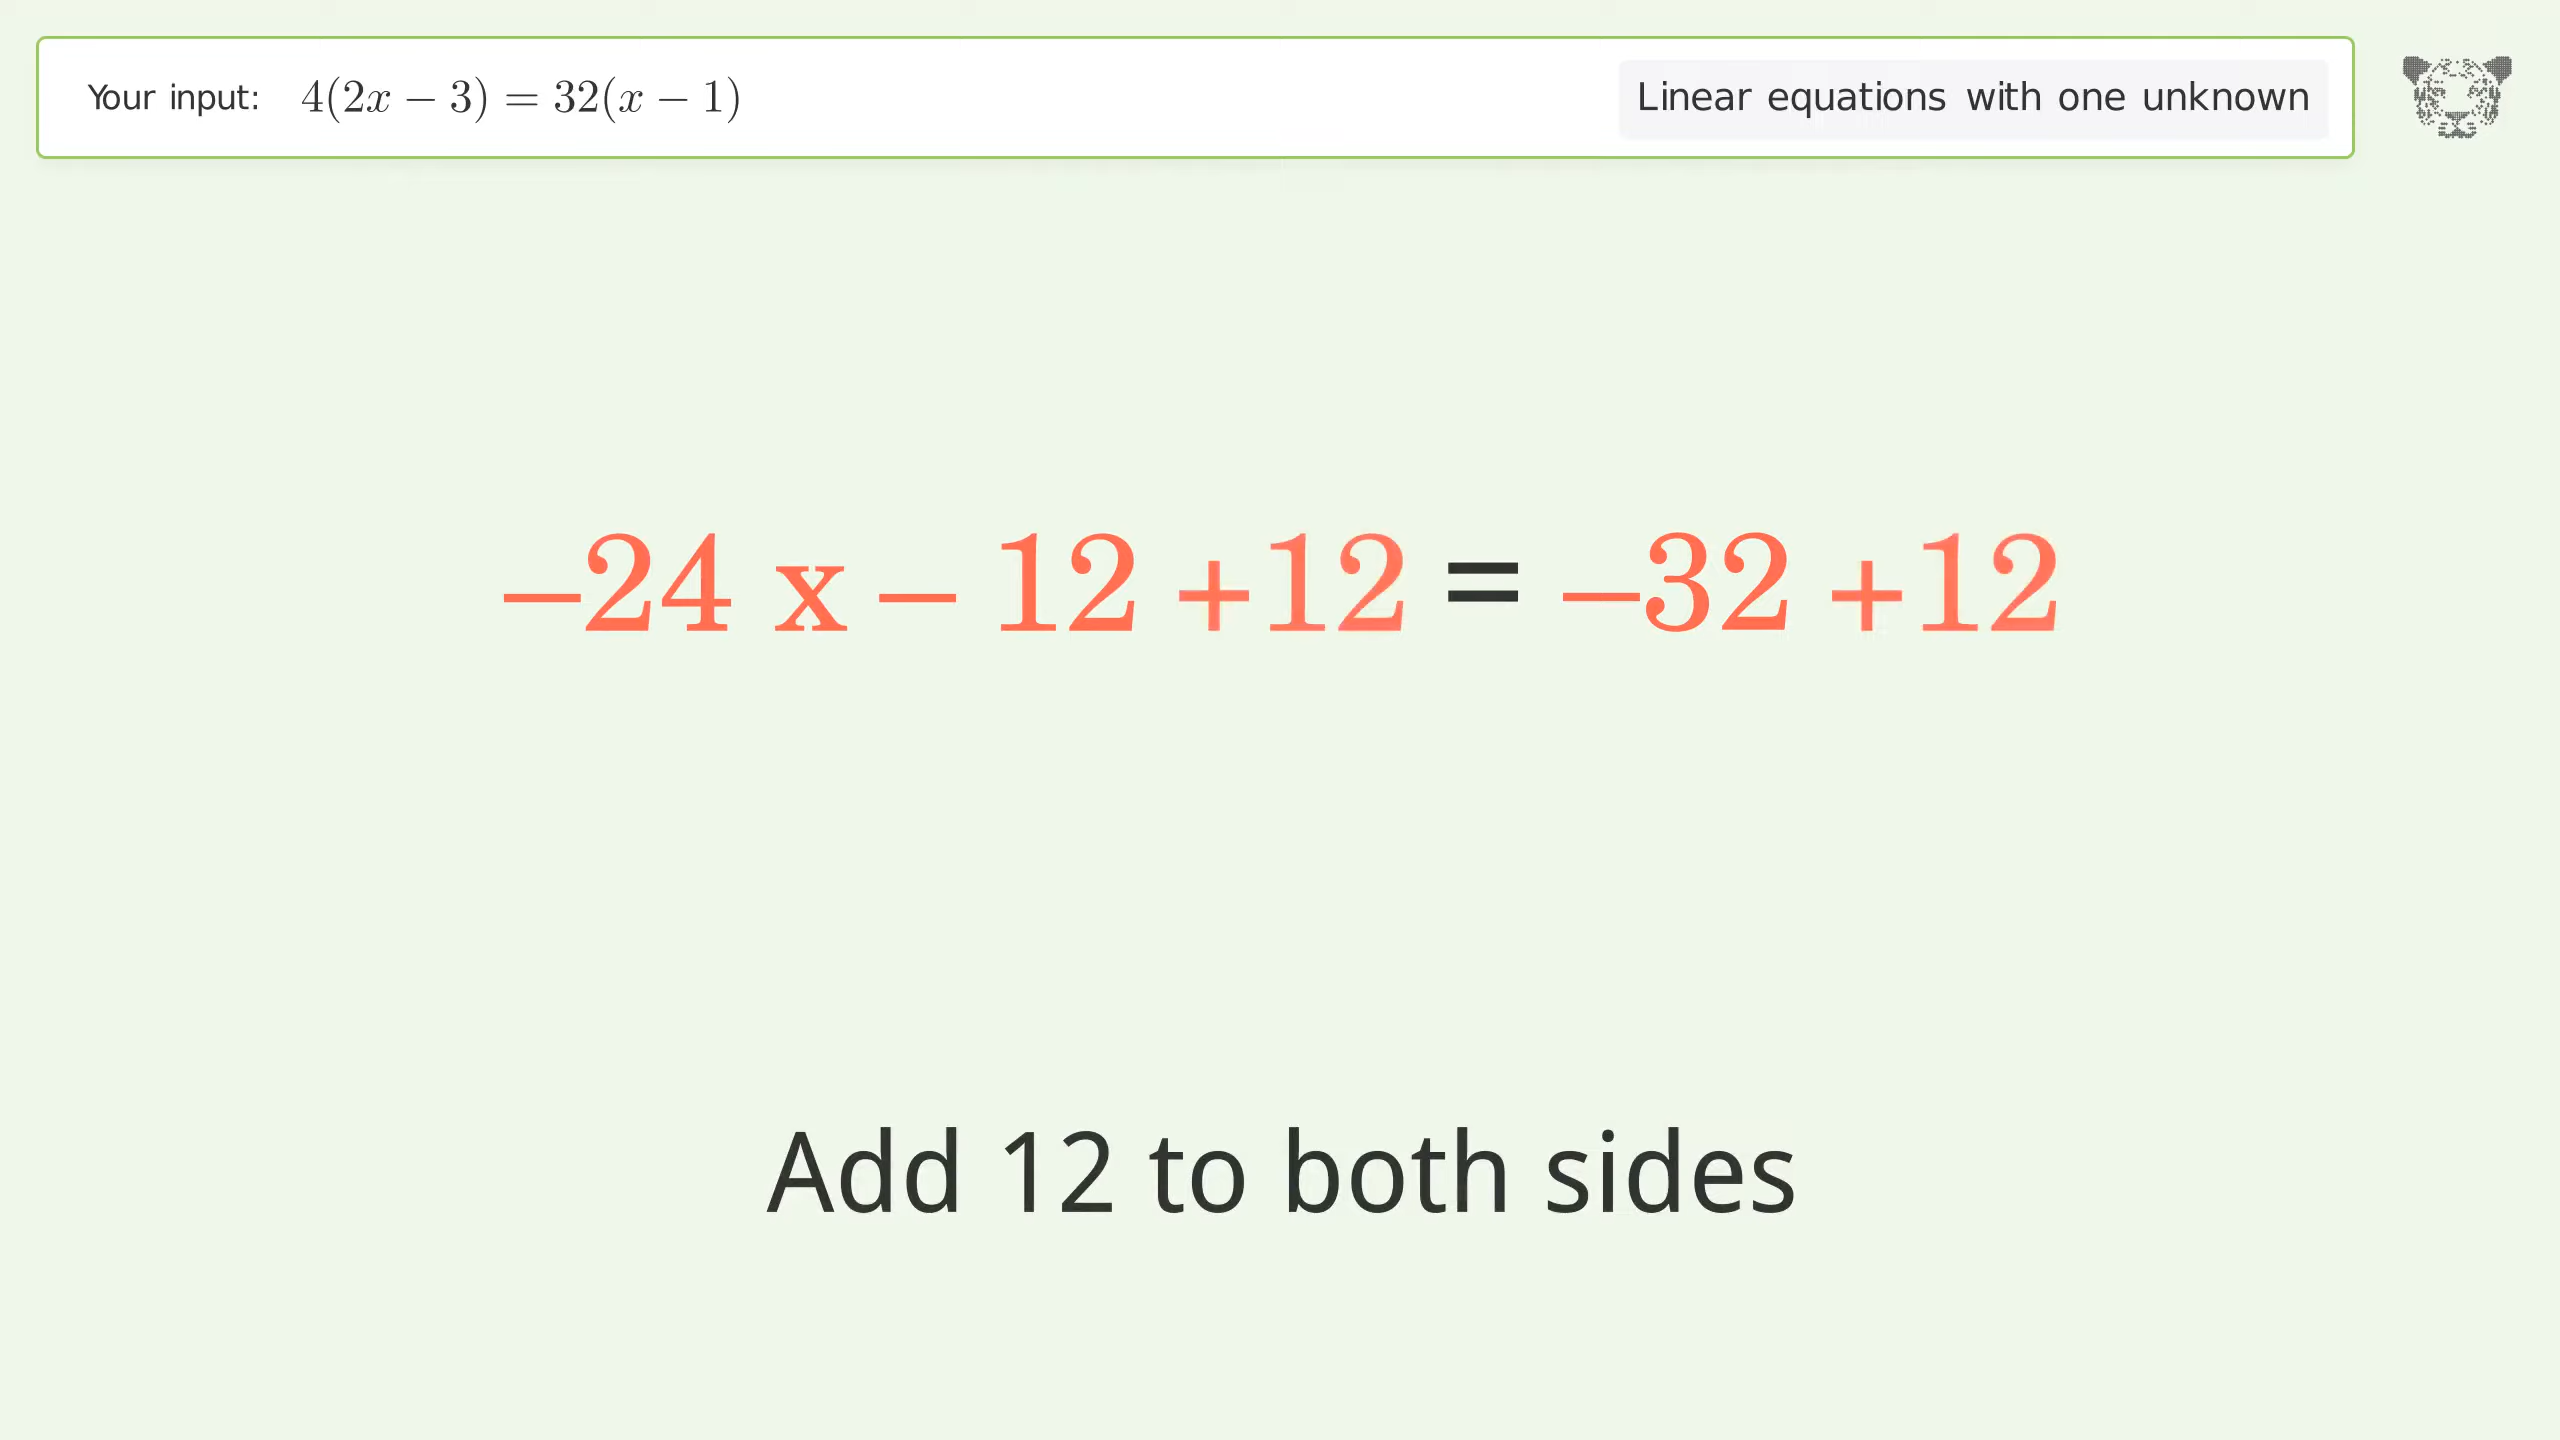 Your input: 4(2x − 3) = 32(x − 1)
Linear equations with one unknown
−24 x − 12 +12 = −32 +12
Add 12 to both sides